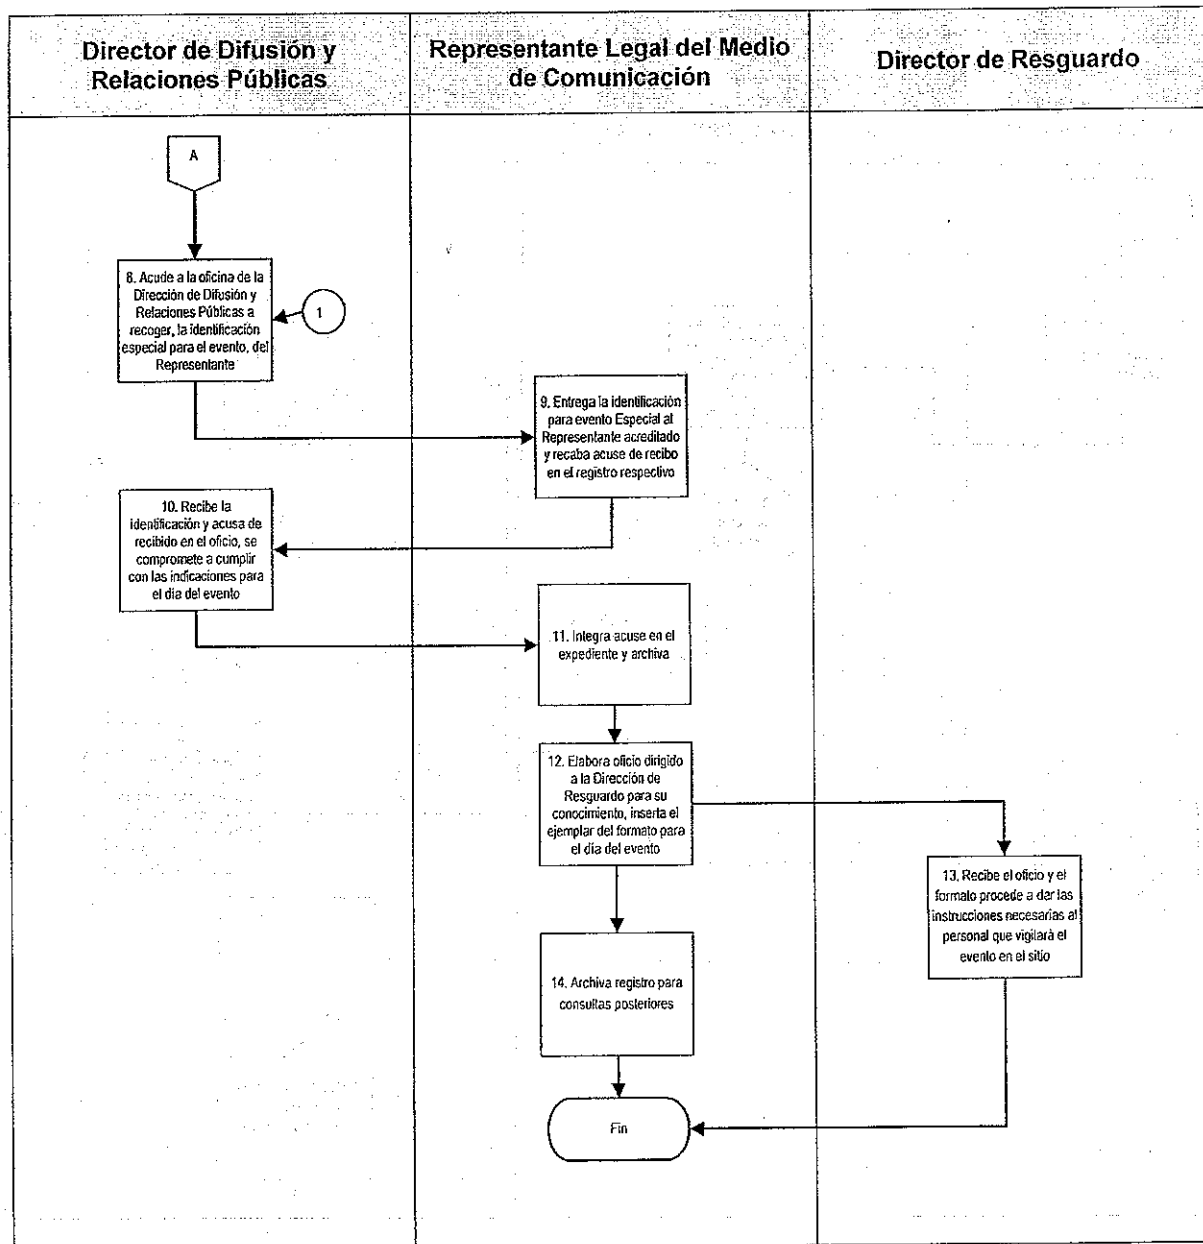 Director de Difusión y
Relaciones Públicas
Representante Legal del Medio
de Comunicación
Director de Resguardo
A
8. Acude a la oficina de la
Dirección de Difusión y
Relaciones Públicas a
recoger, la identificación
especial para el evento, del
Representante
1
9. Entrega la identificación
para evento Especial al
Representante acreditado
y recaba acuse de recibo
en el registro respectivo
10. Recibe la
identificación y acusa de
recibido en el oficio, se
compromete a cumplir
con las indicaciones para
el día del evento
11. Integra acuse en el
expediente y archiva
12. Elabora oficio dirigido
a la Dirección de
Resguardo para su
conocimiento, inserta el
ejemplar del formato para
el día del evento
13. Recibe el oficio y el
formato procede a dar las
instrucciones necesarias al
personal que vigilará el
evento en el sitio
14. Archiva registro para
consultas posteriores
Fin